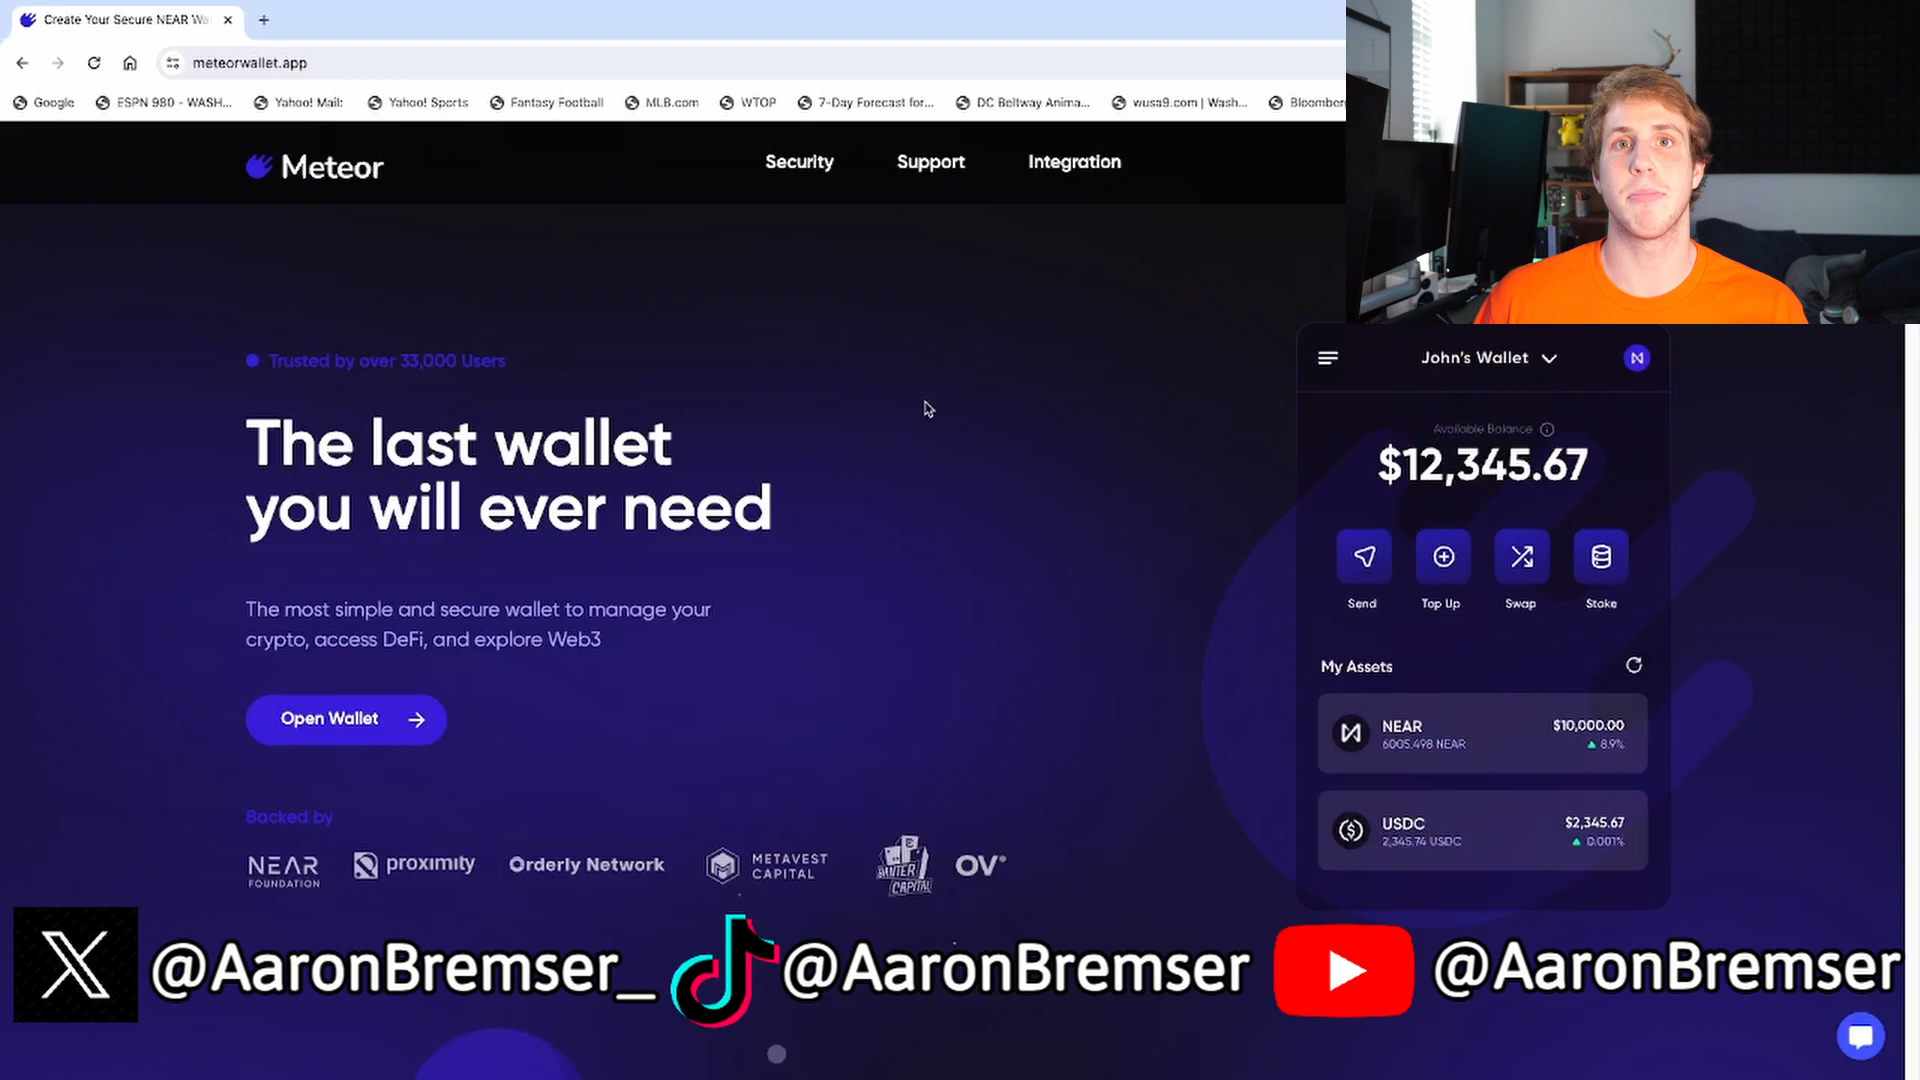 Create Your Secure NEAR Wa
meteorwallet.app
Google
ESPN 980 - WASH...
Yahoo! Mail:
Yahoo! Sports
Fantasy Football
MLB.com
WTOP
7-Day Forecast for...
DC Beltway Anima...
wusa9.com | Wash...
Bloomber
Meteor
Security
Support
Integration
Trusted by over 33,000 Users
The last wallet
you will ever need
The most simple and secure wallet to manage your
crypto, access DeFi, and explore Web3
Open Wallet
Backed by
NEAR
FOUNDATION
proximity
Orderly Network
METAVEST
CAPITAL
BANTER
CAPITAL
OV
John's Wallet
Available Balance
$12,345.67
Send
Top Up
Swap
Stake
My Assets
NEAR
$10,000.00
6005.498 NEAR
8.9%
USDC
$2,345.67
2,345.74 USDC
0.001%
@AaronBremser_
@AaronBremser
@AaronBremser